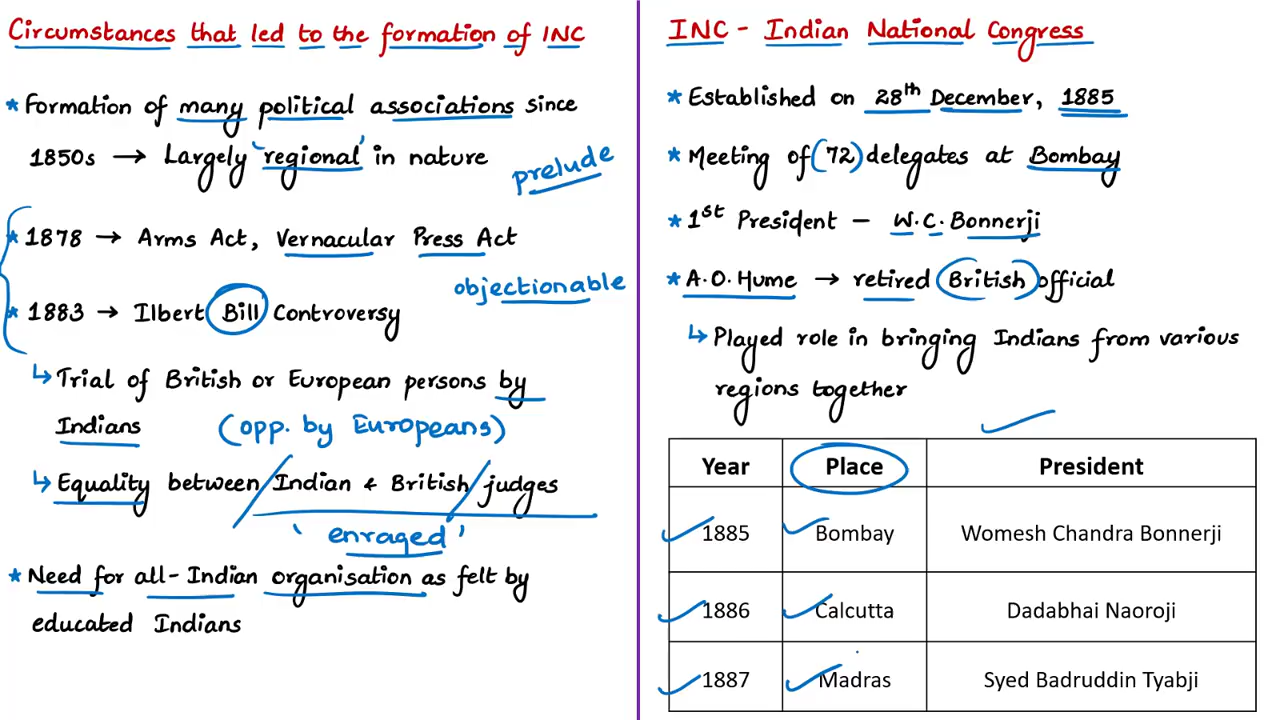 Circumstances that led to the formation of INC
* Formation of many political associations since
1850s → Largely 'regional' in nature
prelude
* 1878 → Arms Act, Vernacular Press Act
objectionable
* 1883 → Ilbert Bill Controversy
↳ Trial of British or European persons by
Indians (opp. by Europeans)
↳ Equality between Indian & British judges
'enraged'
* Need for all-Indian organisation as felt by
educated Indians
INC - Indian National Congress
* Established on 28th December, 1885
* Meeting of (72) delegates at Bombay
* 1st President - W.C. Bonnerji
* A.O. Hume → retired (British) official
↳ Played role in bringing Indians from various
regions together
Year Place President
1885 Bombay Womesh Chandra Bonnerji
1886 Calcutta Dadabhai Naoroji
1887 Madras Syed Badruddin Tyabji